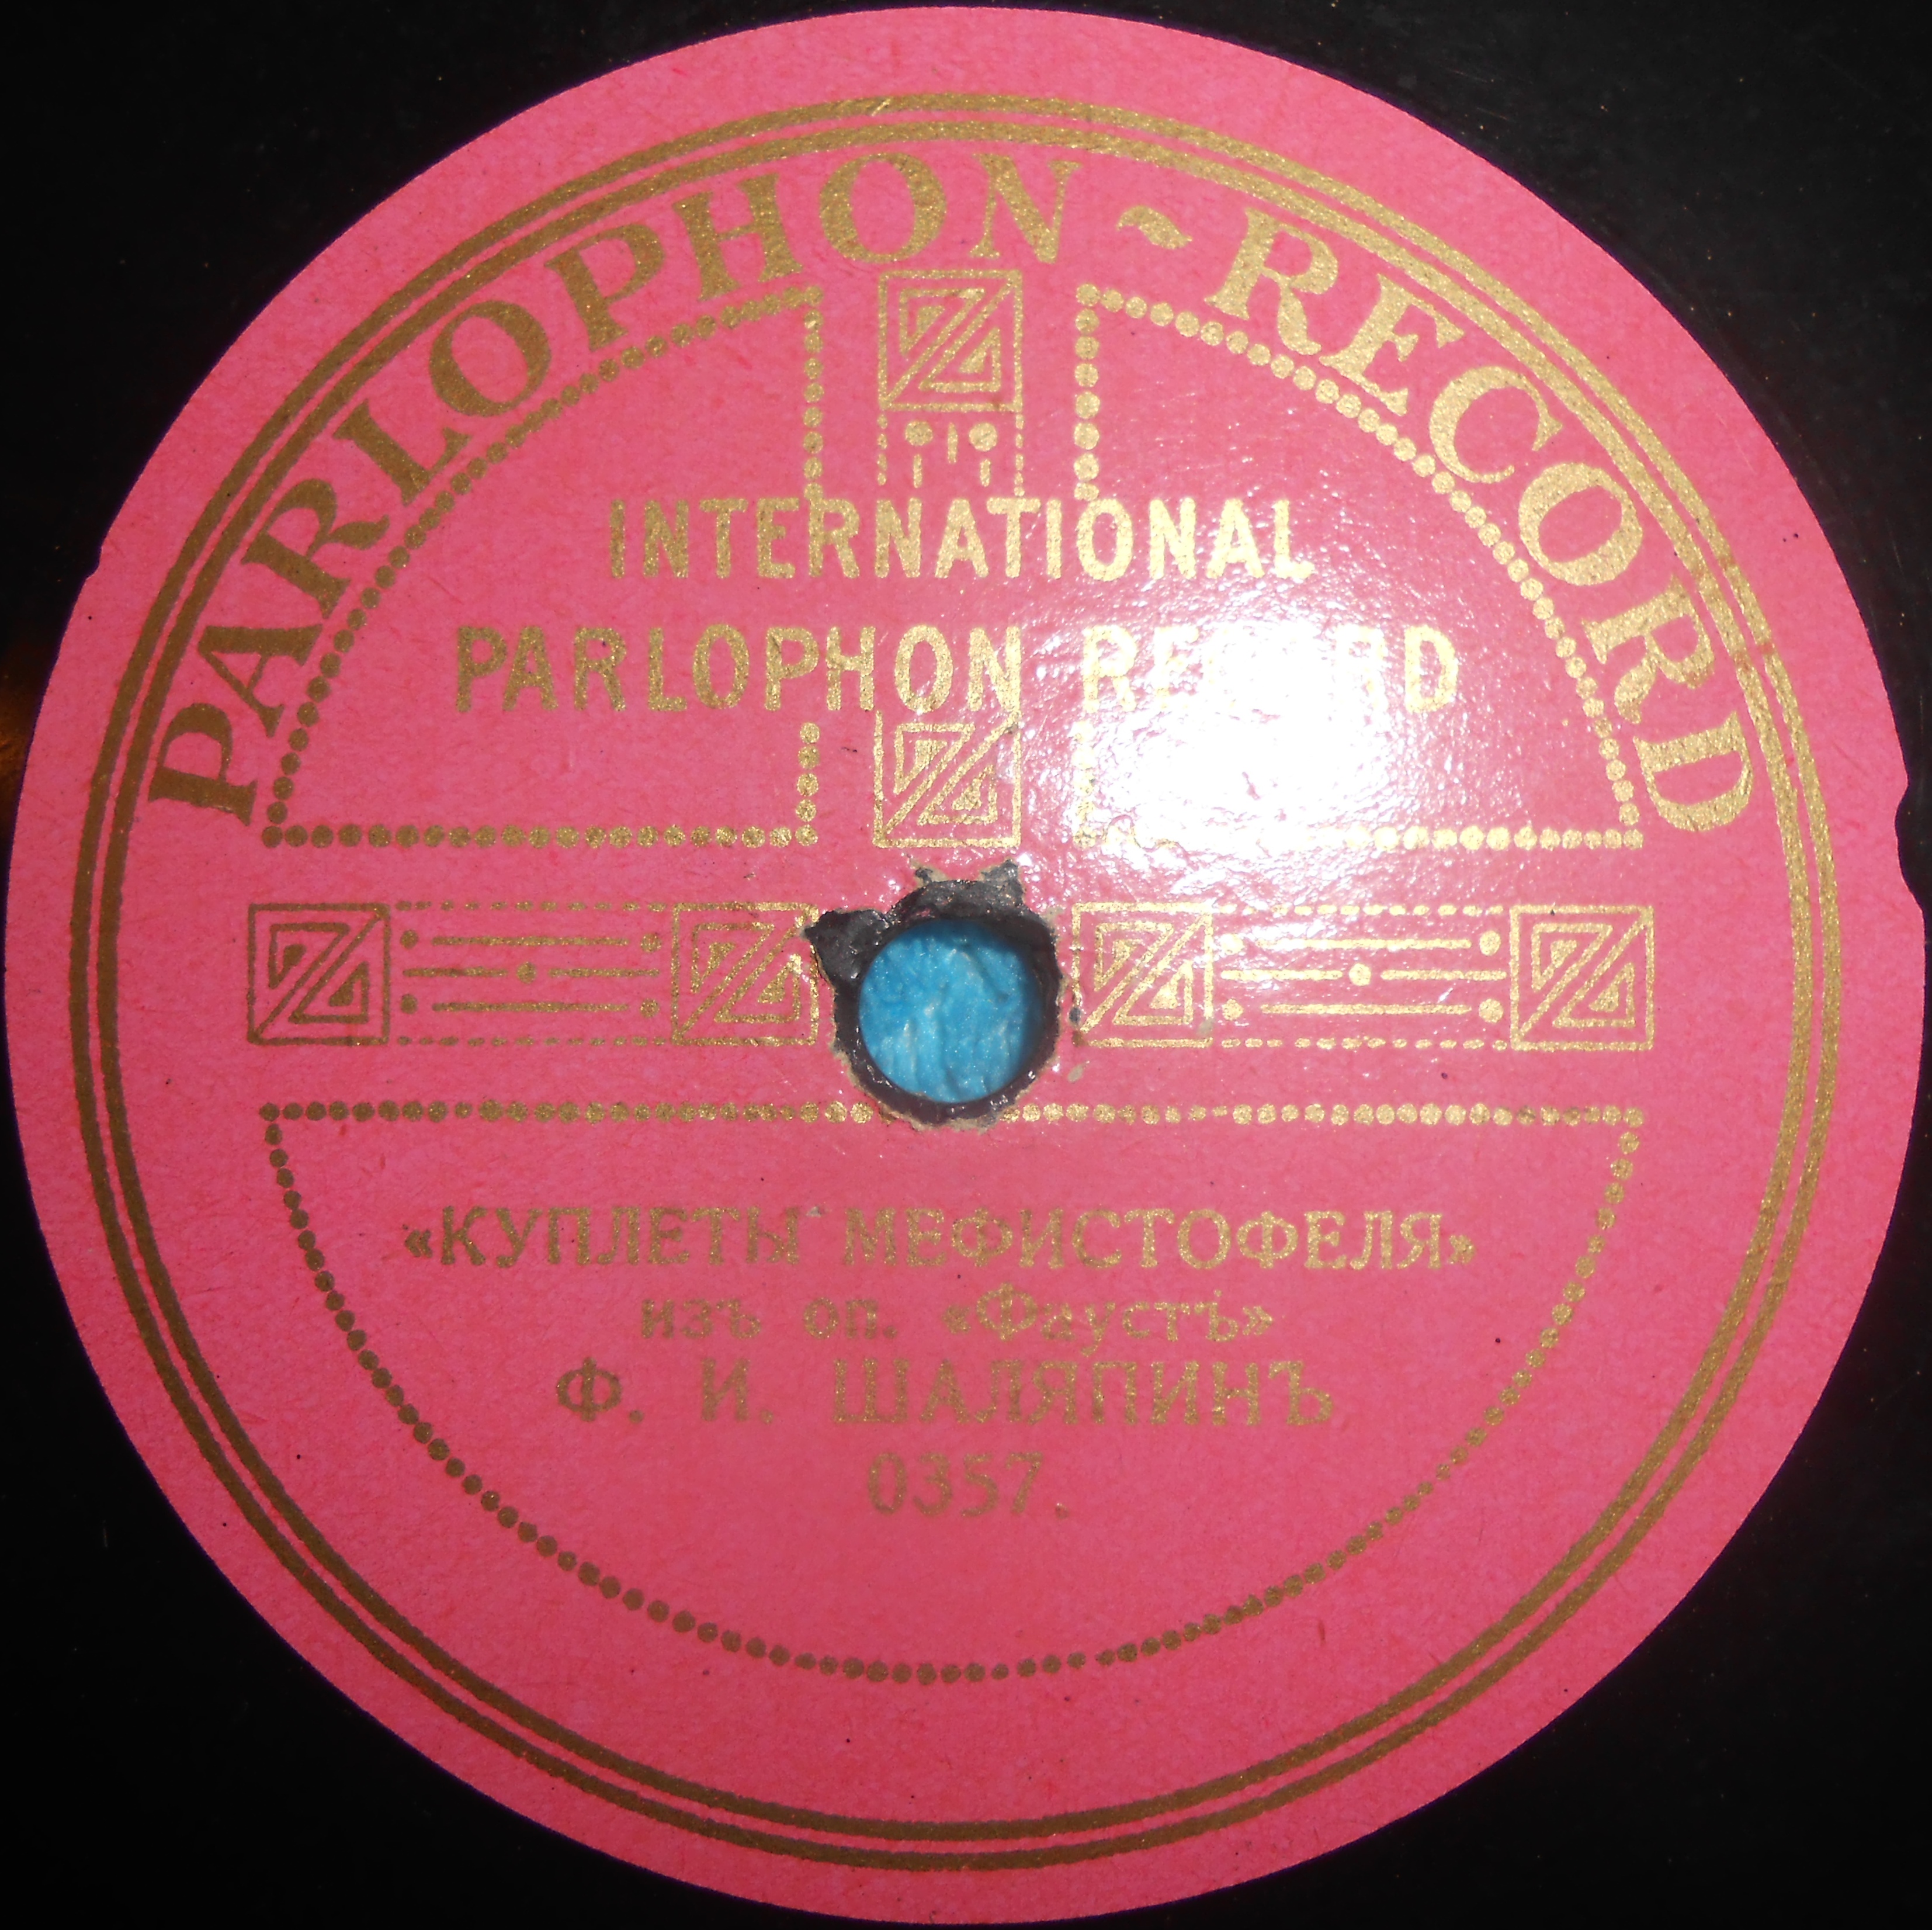 PARLOPHON ~ RECORD
INTERNATIONAL
PARLOPHON RECORD
«КУПЛЕТЫ МЕФИСТОФЕЛЯ»
изъ оп. «Фаустъ»
Ф. И. ШАЛЯПИНЪ
0357.